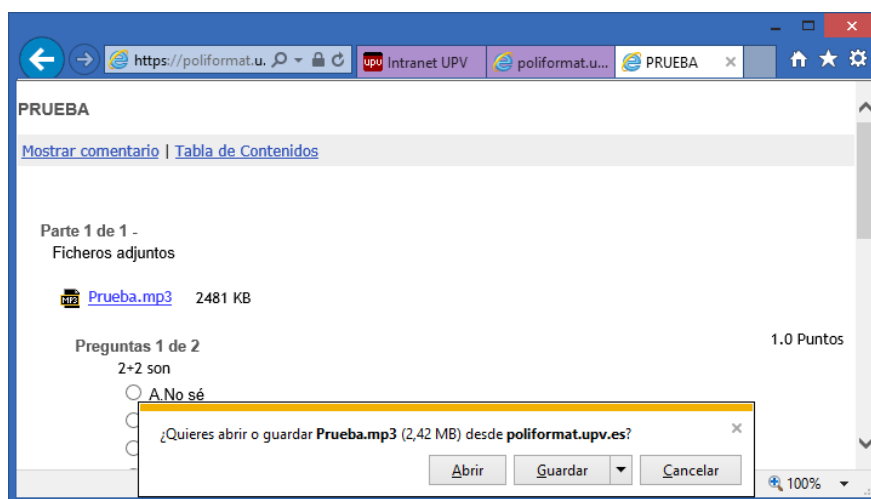 https://poliformat.u.
upv Intranet UPV
poliformat.u...
PRUEBA
PRUEBA
Mostrar comentario | Tabla de Contenidos
Parte 1 de 1 -
Ficheros adjuntos
MP3 Prueba.mp3 2481 KB
Preguntas 1 de 2 1.0 Puntos
2+2 son
A.No sé
¿Quieres abrir o guardar Prueba.mp3 (2,42 MB) desde poliformat.upv.es?
Abrir Guardar Cancelar
100%